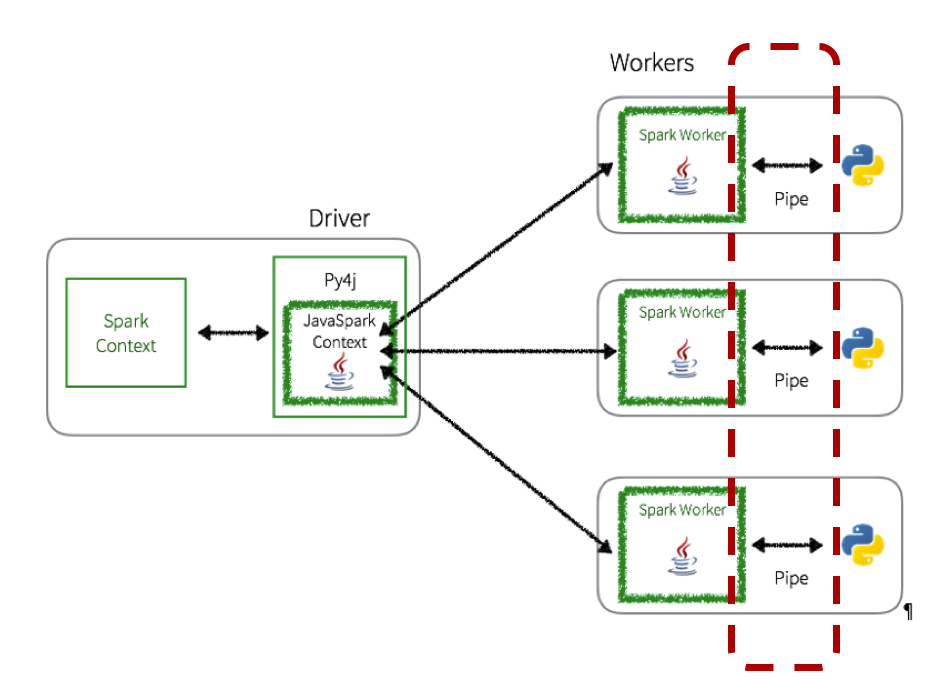 Workers
Spark Worker
Pipe
Driver
Py4j
JavaSpark
Context
Spark
Context
Spark Worker
Pipe
Spark Worker
Pipe
¶